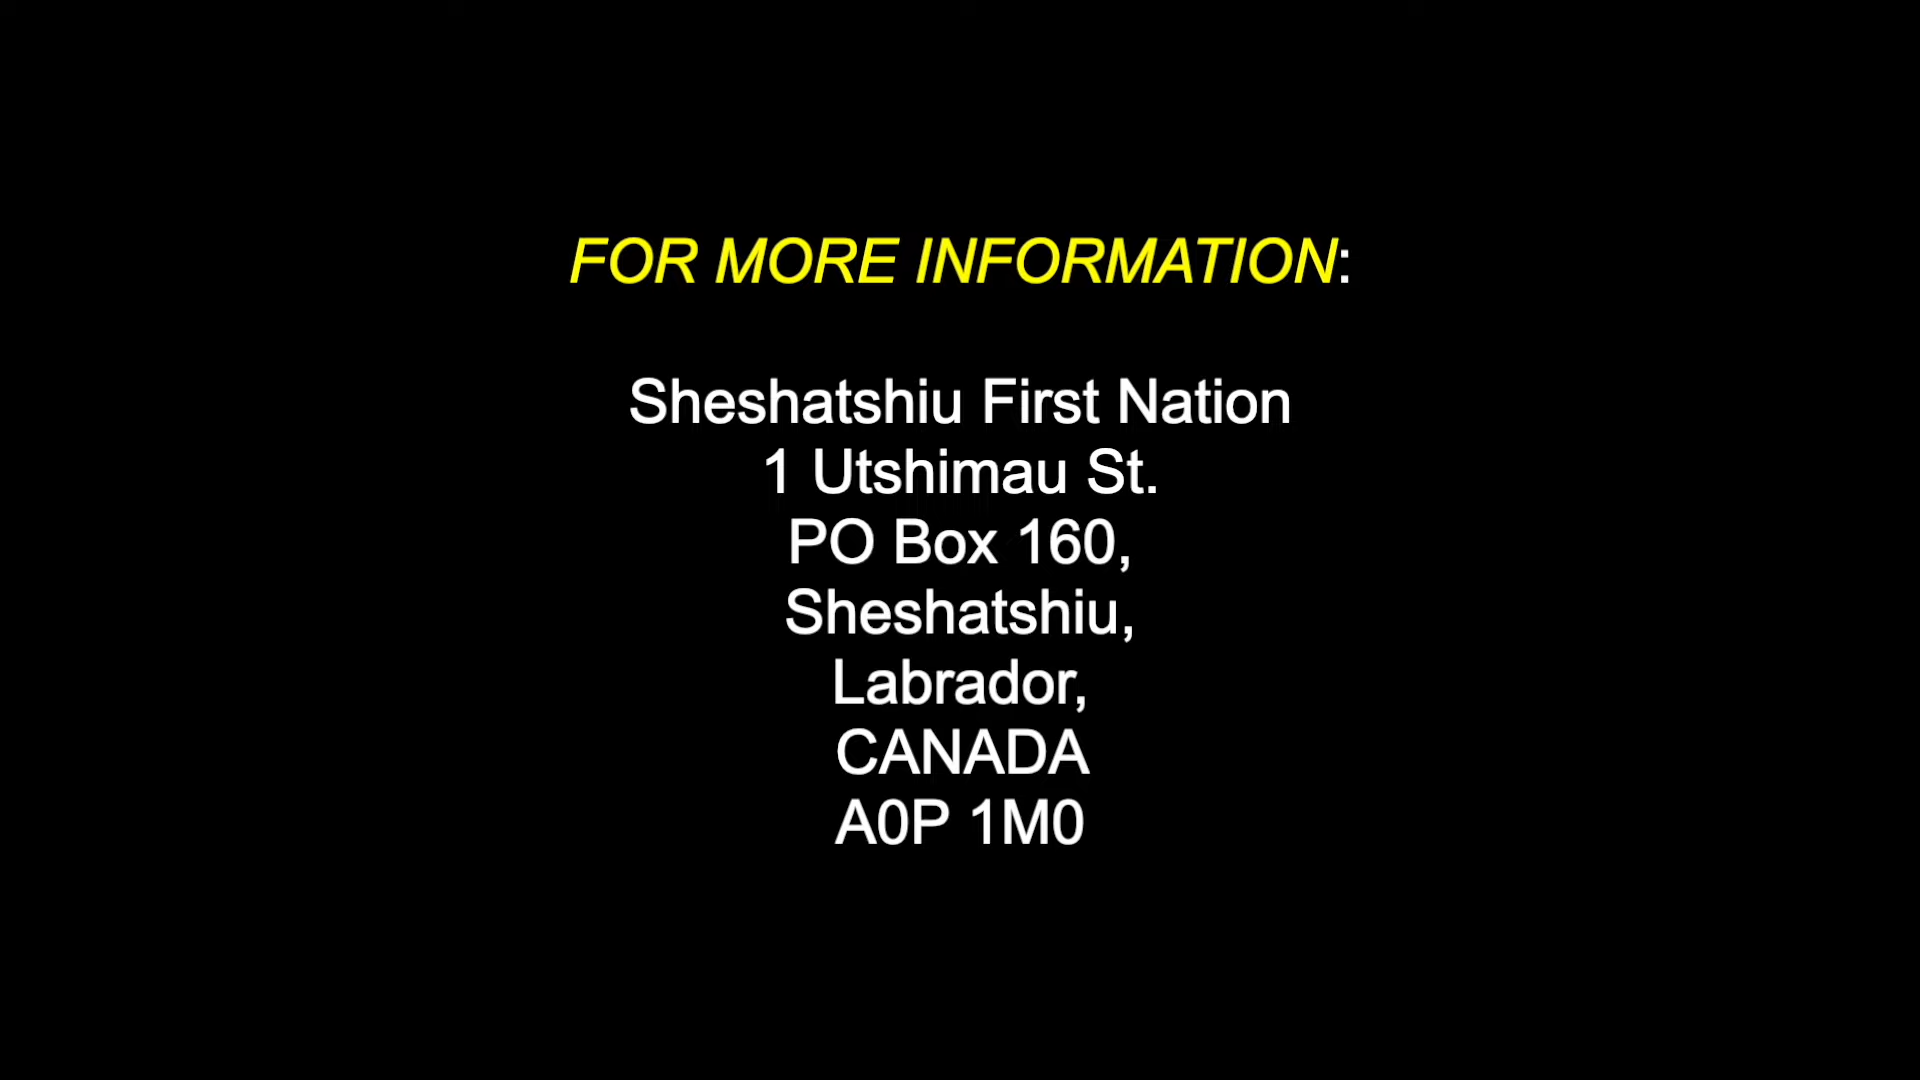 FOR MORE INFORMATION:
Sheshatshiu First Nation
1 Utshimau St.
PO Box 160,
Sheshatshiu,
Labrador,
CANADA
A0P 1M0